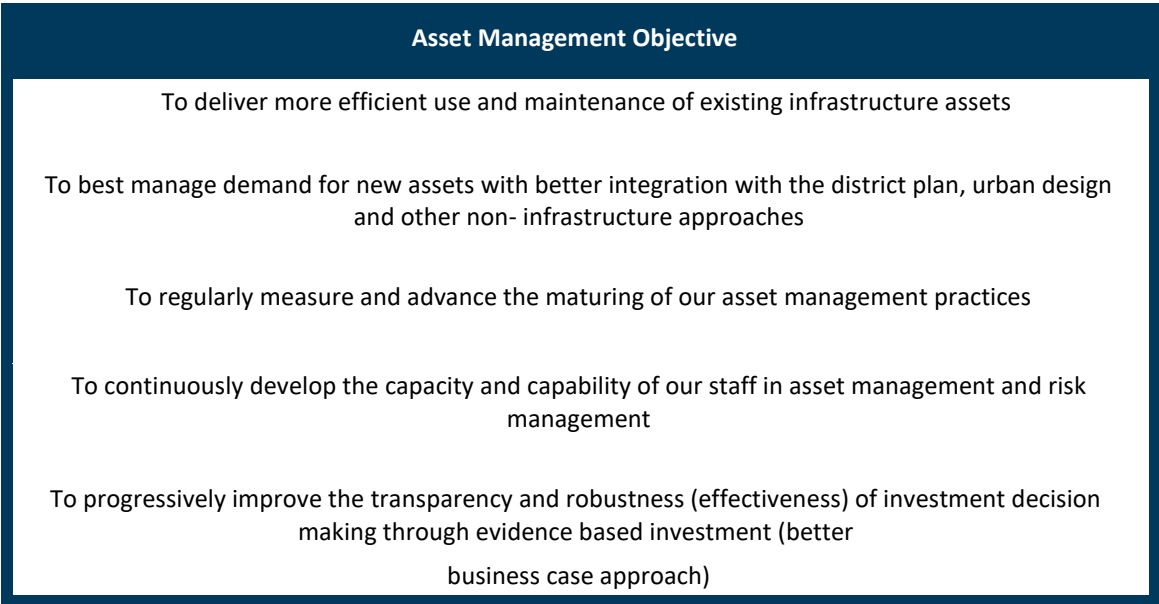 Asset Management Objective
To deliver more efficient use and maintenance of existing infrastructure assets
To best manage demand for new assets with better integration with the district plan, urban design
and other non- infrastructure approaches
To regularly measure and advance the maturing of our asset management practices
To continuously develop the capacity and capability of our staff in asset management and risk
management
To progressively improve the transparency and robustness (effectiveness) of investment decision
making through evidence based investment (better
business case approach)